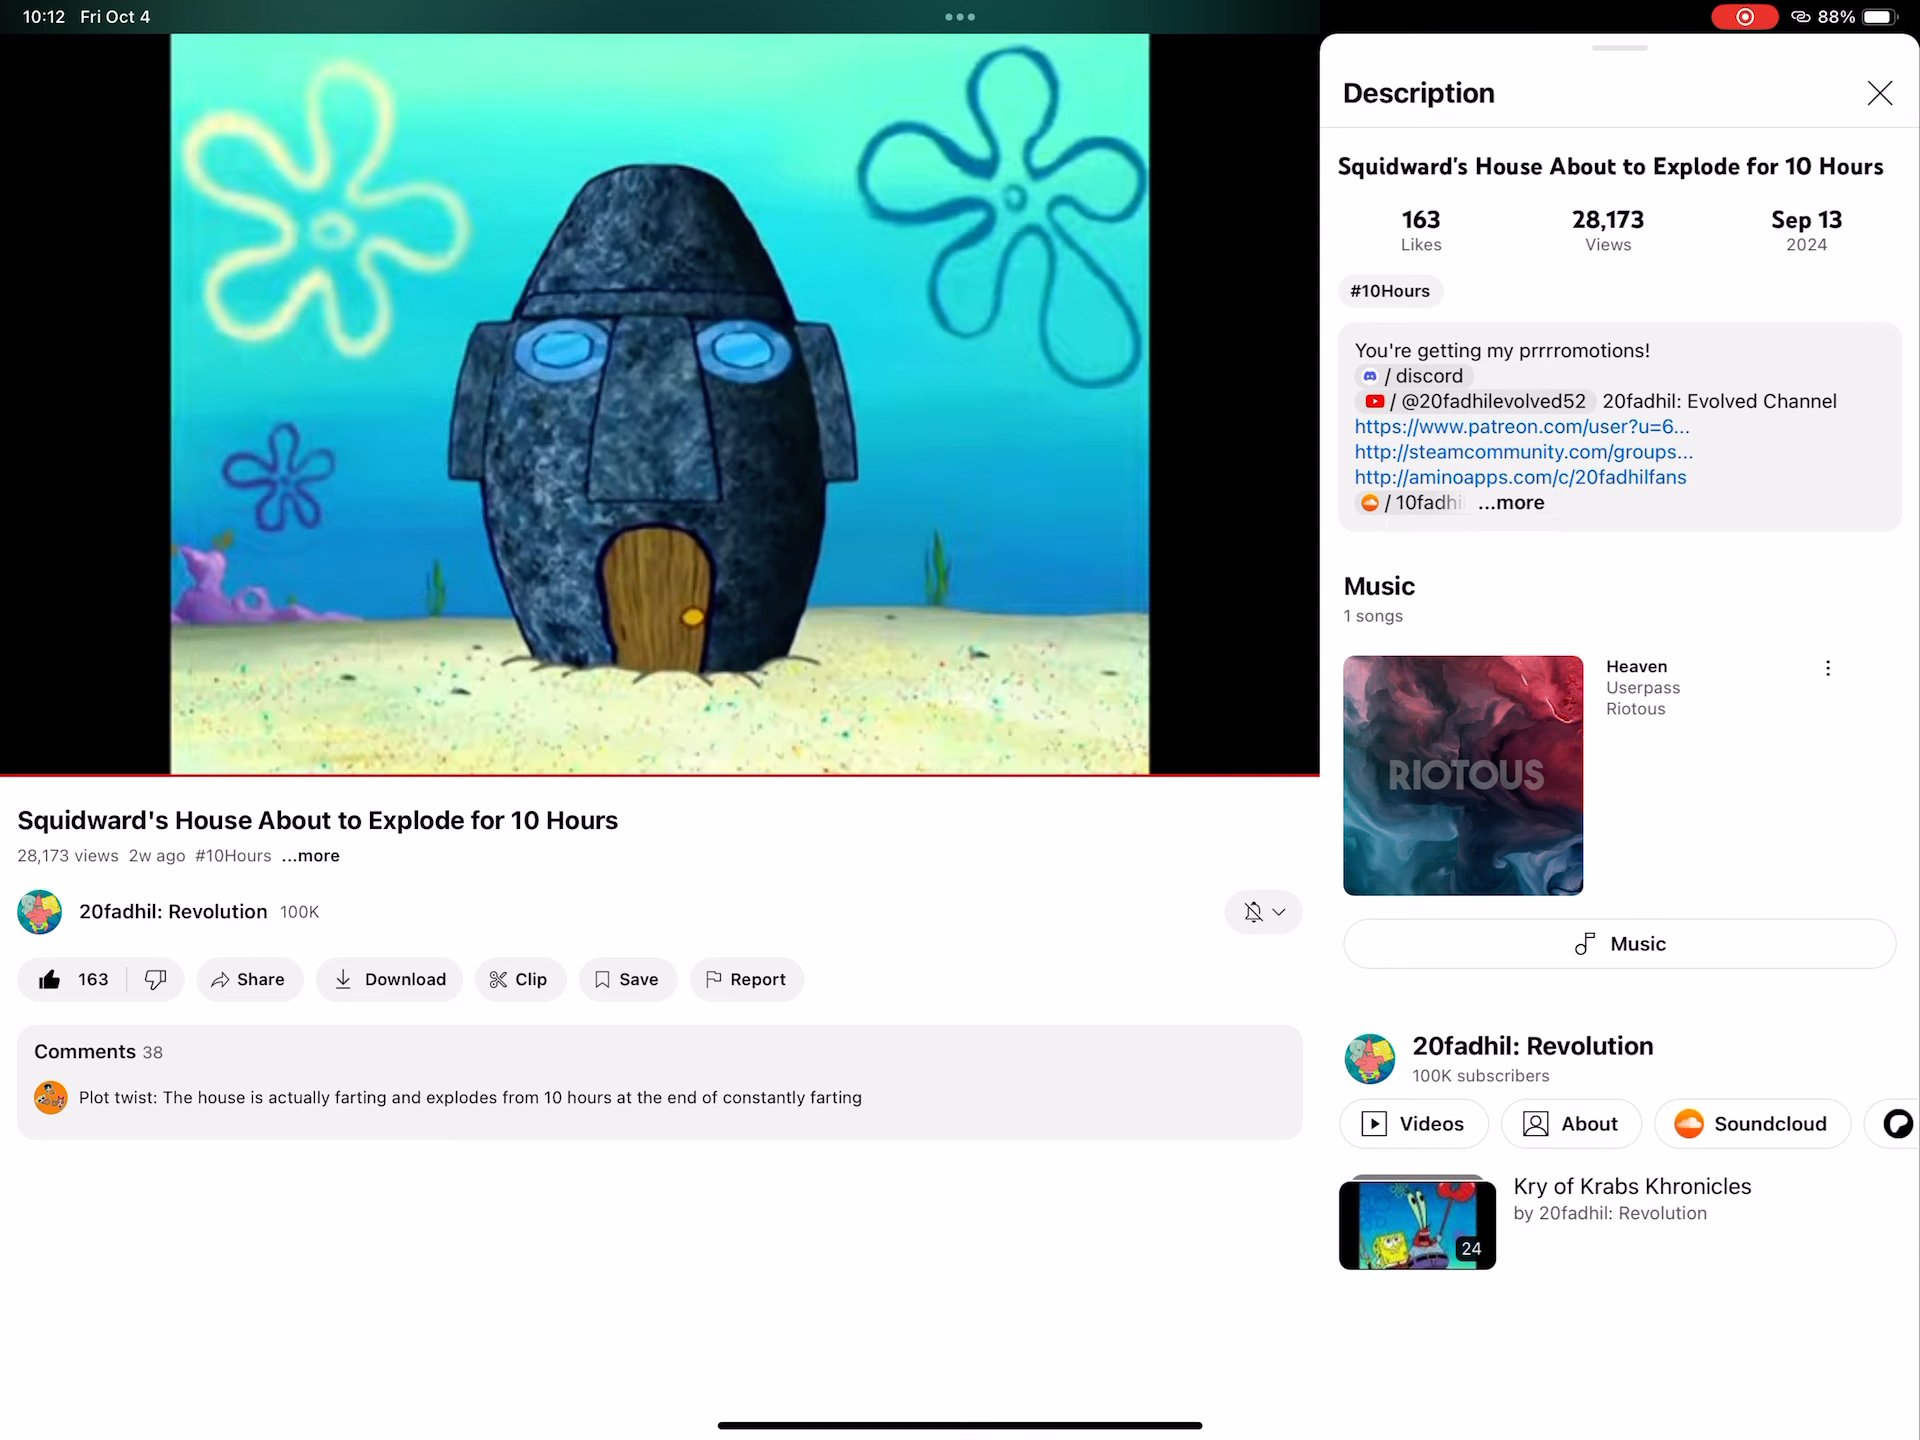 10:12 Fri Oct 4
88%
Squidward's House About to Explode for 10 Hours
28,173 views 2w ago #10Hours ...more
20fadhil: Revolution 100K
163
Share
Download
Clip
Save
Report
Comments 38
Plot twist: The house is actually farting and explodes from 10 hours at the end of constantly farting
Description
Squidward's House About to Explode for 10 Hours
163 28,173 Sep 13
Likes Views 2024
#10Hours
You're getting my prrrromotions!
/ discord
/ @20fadhilevolved52 20fadhil: Evolved Channel
https://www.patreon.com/user?u=6...
http://steamcommunity.com/groups...
http://aminoapps.com/c/20fadhilfans
/ 10fadhi ...more
Music
1 songs
RIOTOUS
Heaven
Userpass
Riotous
Music
20fadhil: Revolution
100K subscribers
Videos
About
Soundcloud
24
Kry of Krabs Khronicles
by 20fadhil: Revolution